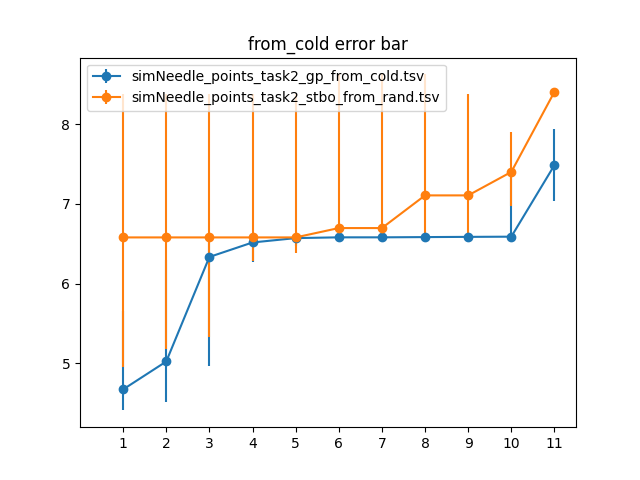 from_cold error bar
simNeedle_points_task2_gp_from_cold.tsv
simNeedle_points_task2_stbo_from_rand.tsv
8
7
6
5
1 2 3 4 5 6 7 8 9 10 11